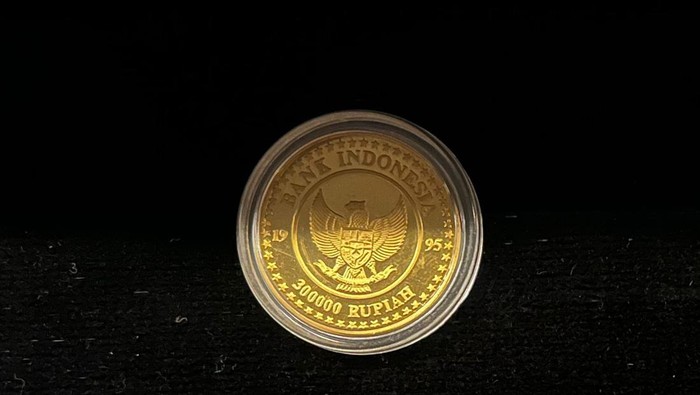 BANK INDONESIA
19 95
300000 RUPIAH